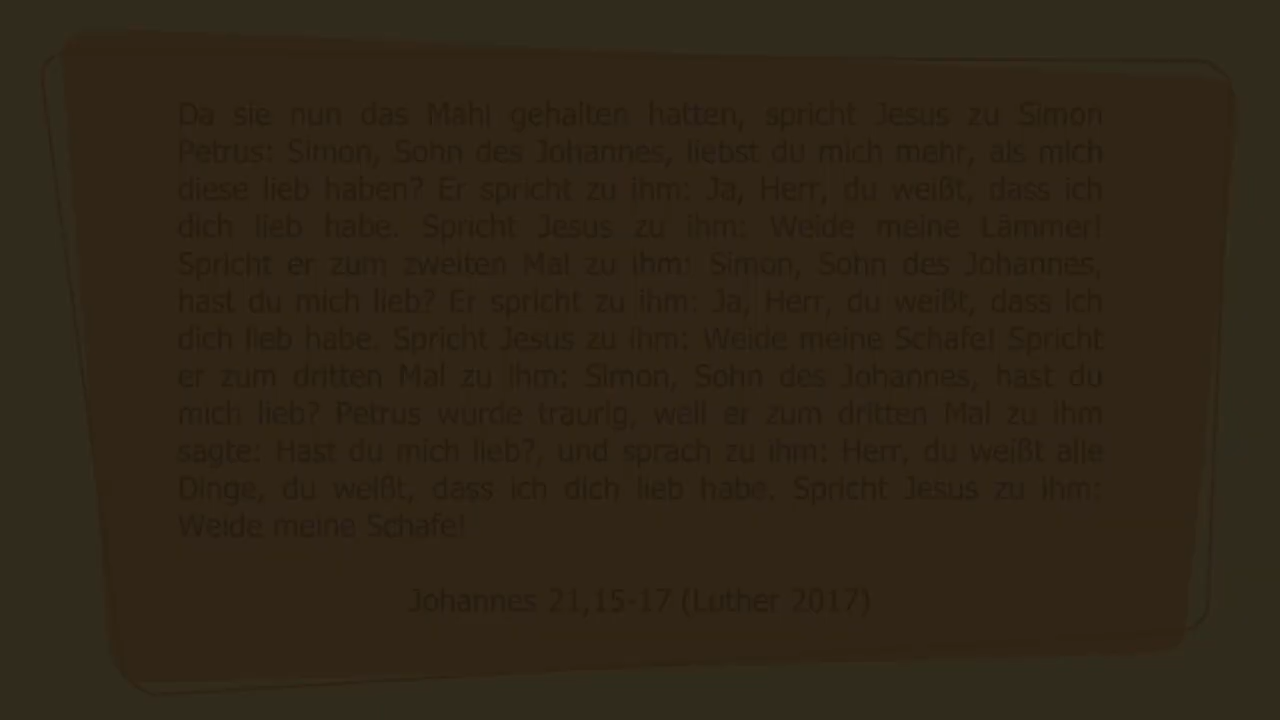 Da sie nun das Mahl gehalten hatten, spricht Jesus zu Simon
Petrus: Simon, Sohn des Johannes, liebst du mich mehr, als mich
diese lieb haben? Er spricht zu ihm: Ja, Herr, du weißt, dass ich
dich lieb habe. Spricht Jesus zu ihm: Weide meine Lämmer!
Spricht er zum zweiten Mal zu ihm: Simon, Sohn des Johannes,
hast du mich lieb? Er spricht zu ihm: Ja, Herr, du weißt, dass ich
dich lieb habe. Spricht Jesus zu ihm: Weide meine Schafe! Spricht
er zum dritten Mal zu ihm: Simon, Sohn des Johannes, hast du
mich lieb? Petrus wurde traurig, weil er zum dritten Mal zu ihm
sagte: Hast du mich lieb?, und sprach zu ihm: Herr, du weißt alle
Dinge, du weißt, dass ich dich lieb habe. Spricht Jesus zu ihm:
Weide meine Schafe!
Johannes 21,15-17 (Luther 2017)